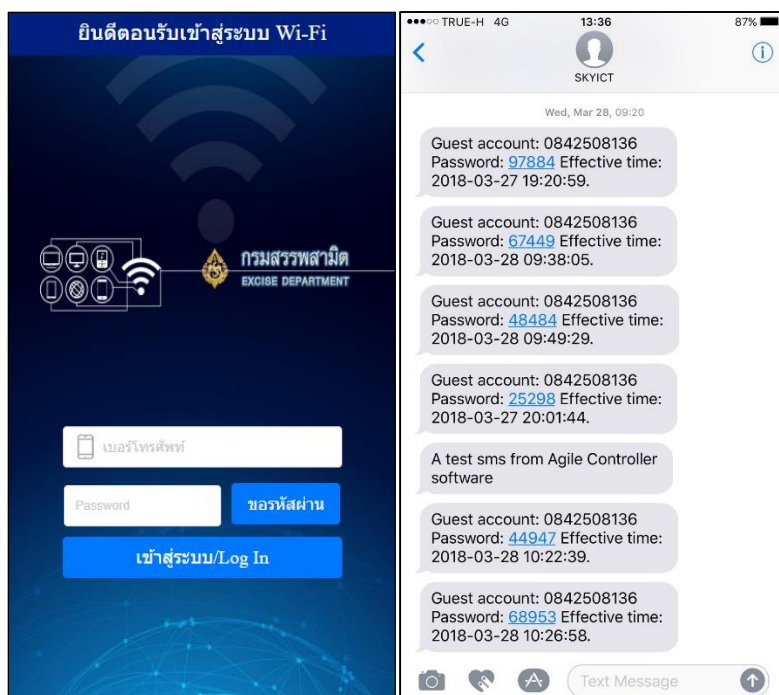 ยินดีตอนรับเข้าสู่ระบบ Wi-Fi
กรมสรรพสามิต
EXCISE DEPARTMENT
เบอร์โทรศัพท์
Password
ขอรหัสผ่าน
เข้าสู่ระบบ/Log In
TRUE-H 4G 13:36 87%
SKYICT
Wed, Mar 28, 09:20
Guest account: 0842508136
Password: 97884 Effective time:
2018-03-27 19:20:59.
Guest account: 0842508136
Password: 67449 Effective time:
2018-03-28 09:38:05.
Guest account: 0842508136
Password: 48484 Effective time:
2018-03-28 09:49:29.
Guest account: 0842508136
Password: 25298 Effective time:
2018-03-27 20:01:44.
A test sms from Agile Controller
software
Guest account: 0842508136
Password: 44947 Effective time:
2018-03-28 10:22:39.
Guest account: 0842508136
Password: 68953 Effective time:
2018-03-28 10:26:58.
Text Message